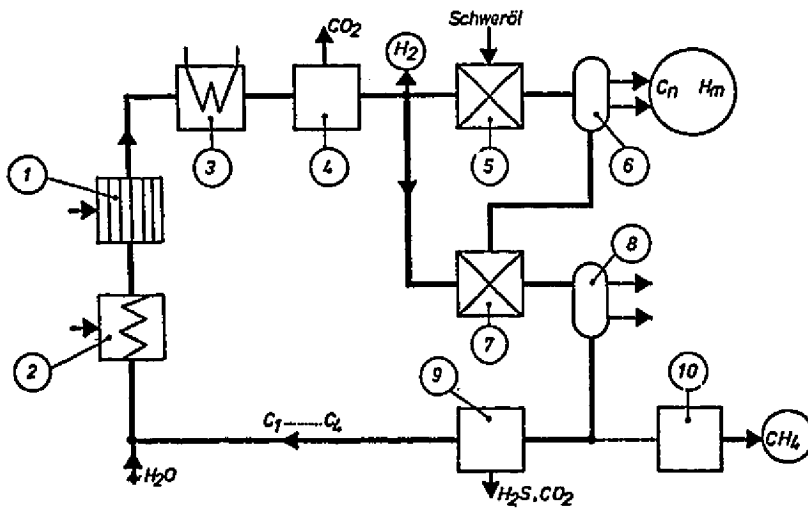 CO2
Schweröl
H2
Cn Hm
3
4
5
6
1
2
7
8
9
10
C1......C4
CH4
H2O
H2S, CO2